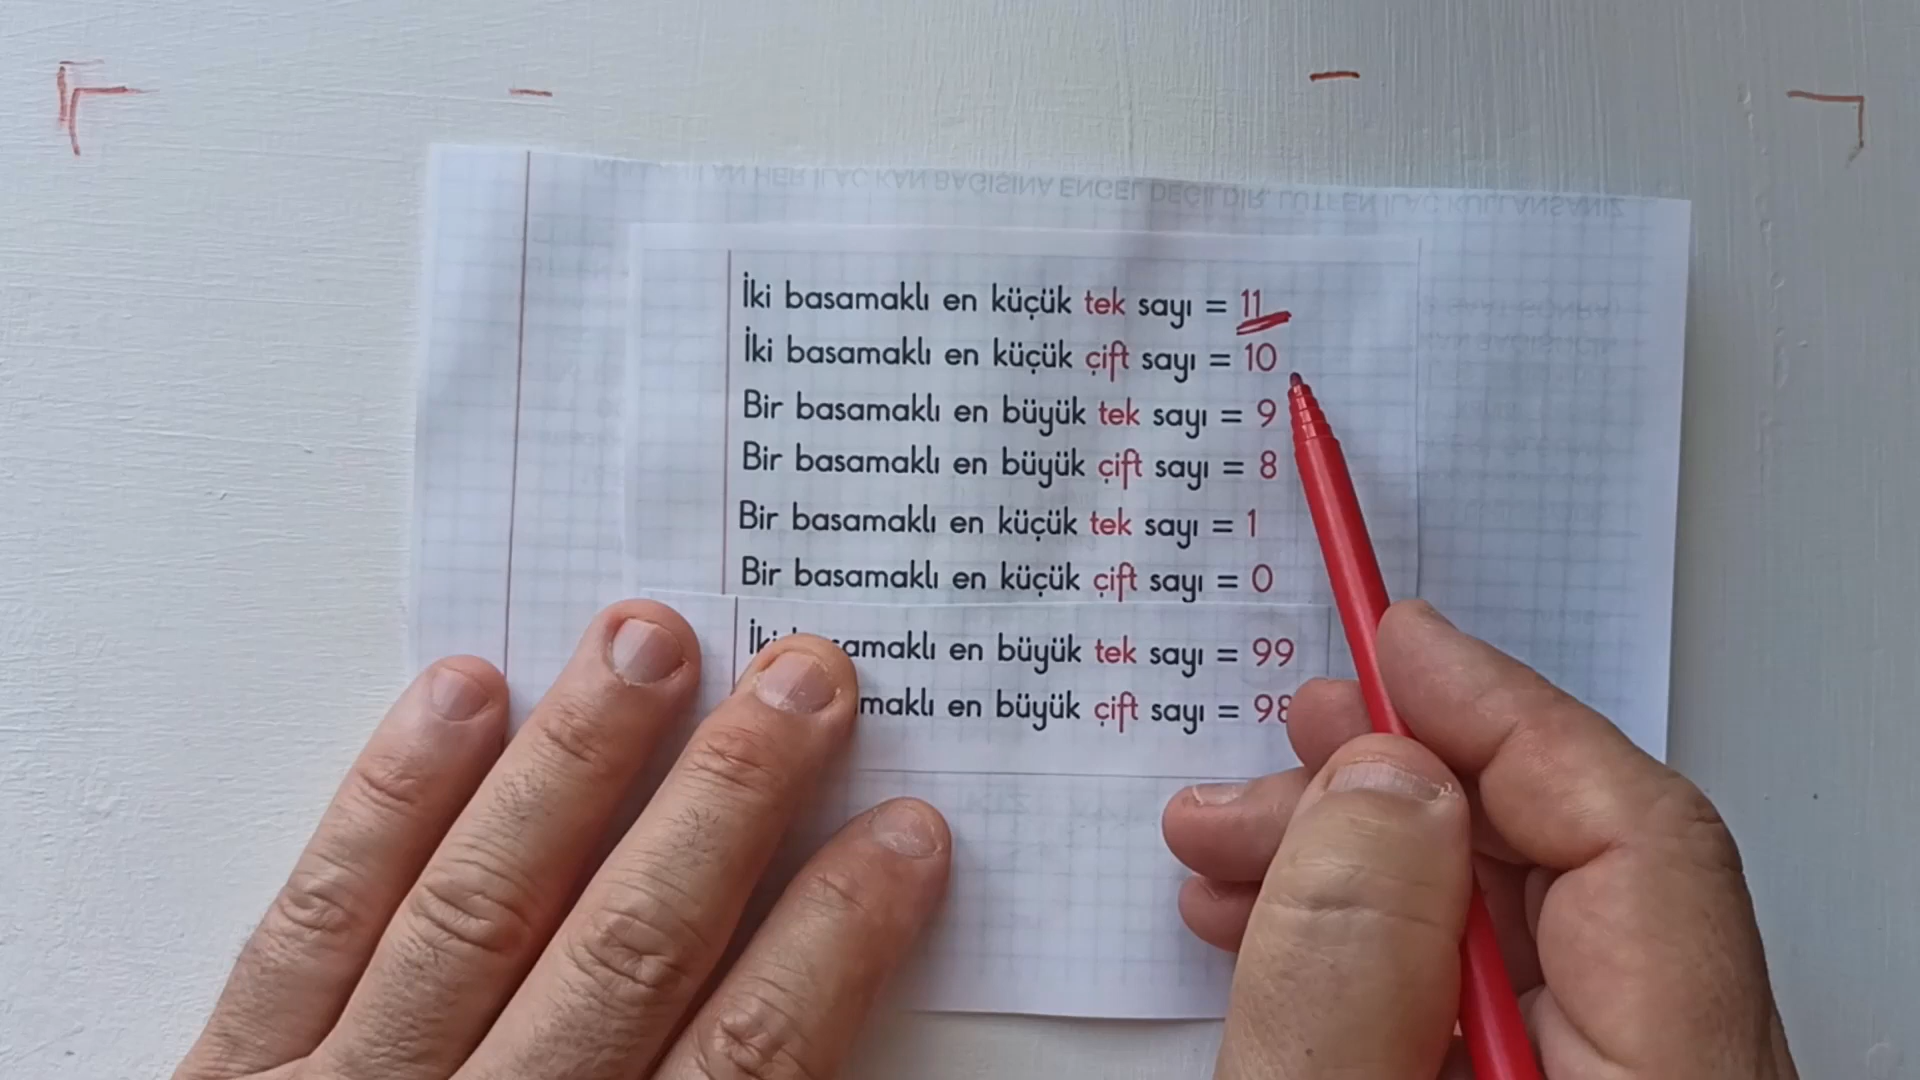 İki basamaklı en küçük tek sayı = 11
İki basamaklı en küçük çift sayı = 10
Bir basamaklı en büyük tek sayı = 9
Bir basamaklı en büyük çift sayı = 8
Bir basamaklı en küçük tek sayı = 1
Bir basamaklı en küçük çift sayı = 0
en büyük tek sayı = 99
en büyük çift sayı = 98